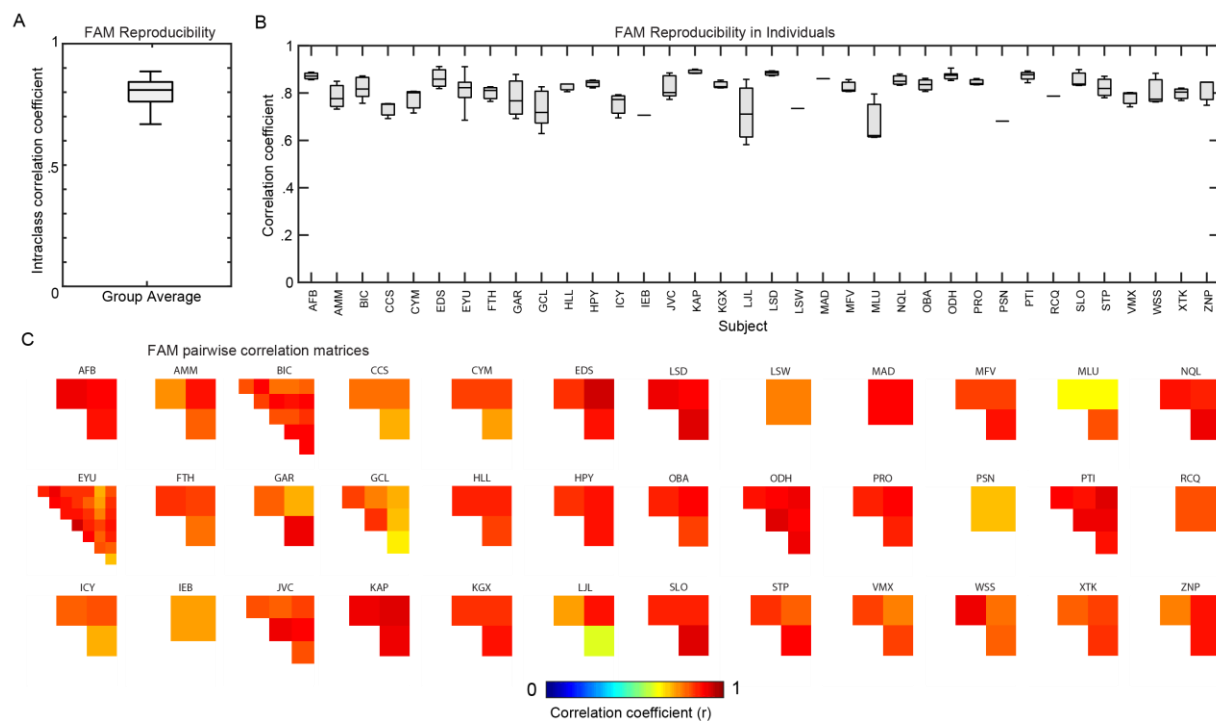 A
FAM Reproducibility
Intraclass correlation coefficient
1
.5
0
Group Average
B
FAM Reproducibility in Individuals
Correlation coefficient
1
.8
.6
.4
.2
0
AFB AMM BIC CCS CYM EDS EYU FTH GAR GCL HLL HPY ICY IEB JVC KAP KGX LJL LSD LSW MAD MFV MLU NQL OBA ODH PRO PSN PTI RCQ SLO STP VMX WSS XTK ZNP
Subject
C
FAM pairwise correlation matrices
AFB AMM BIC CCS CYM EDS LSD LSW MAD MFV MLU NQL
EYU FTH GAR GCL HLL HPY OBA ODH PRO PSN PTI RCQ
ICY IEB JVC KAP KGX LJL SLO STP VMX WSS XTK ZNP
0 1
Correlation coefficient (r)